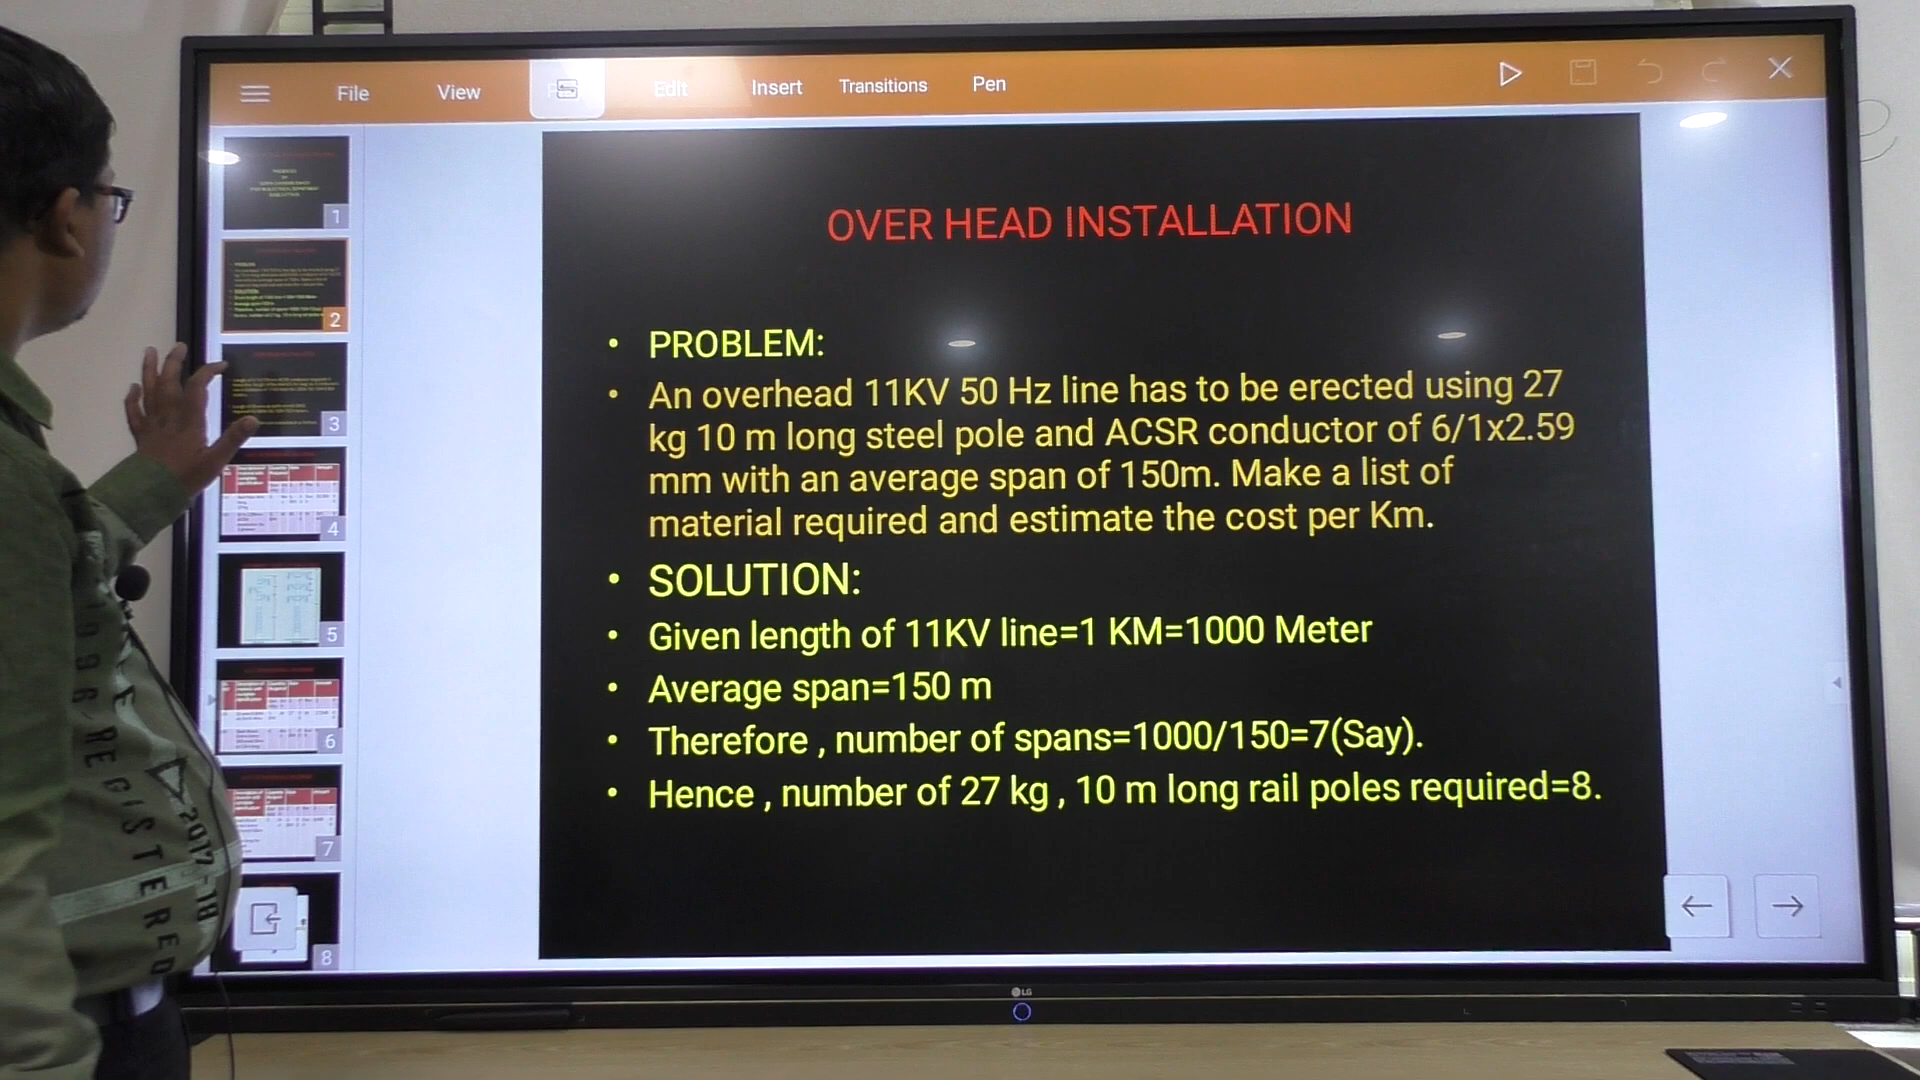 File View Edit Insert Transitions Pen
OVER HEAD INSTALLATION
• PROBLEM:
• An overhead 11KV 50 Hz line has to be erected using 27
kg 10 m long steel pole and ACSR conductor of 6/1x2.59
mm with an average span of 150m. Make a list of
material required and estimate the cost per Km.
• SOLUTION:
• Given length of 11KV line=1 KM=1000 Meter
• Average span=150 m
• Therefore , number of spans=1000/150=7(Say).
• Hence , number of 27 kg , 10 m long rail poles required=8.
1
2
3
4
5
6
7
8
LG
REGISTERED
2017-18